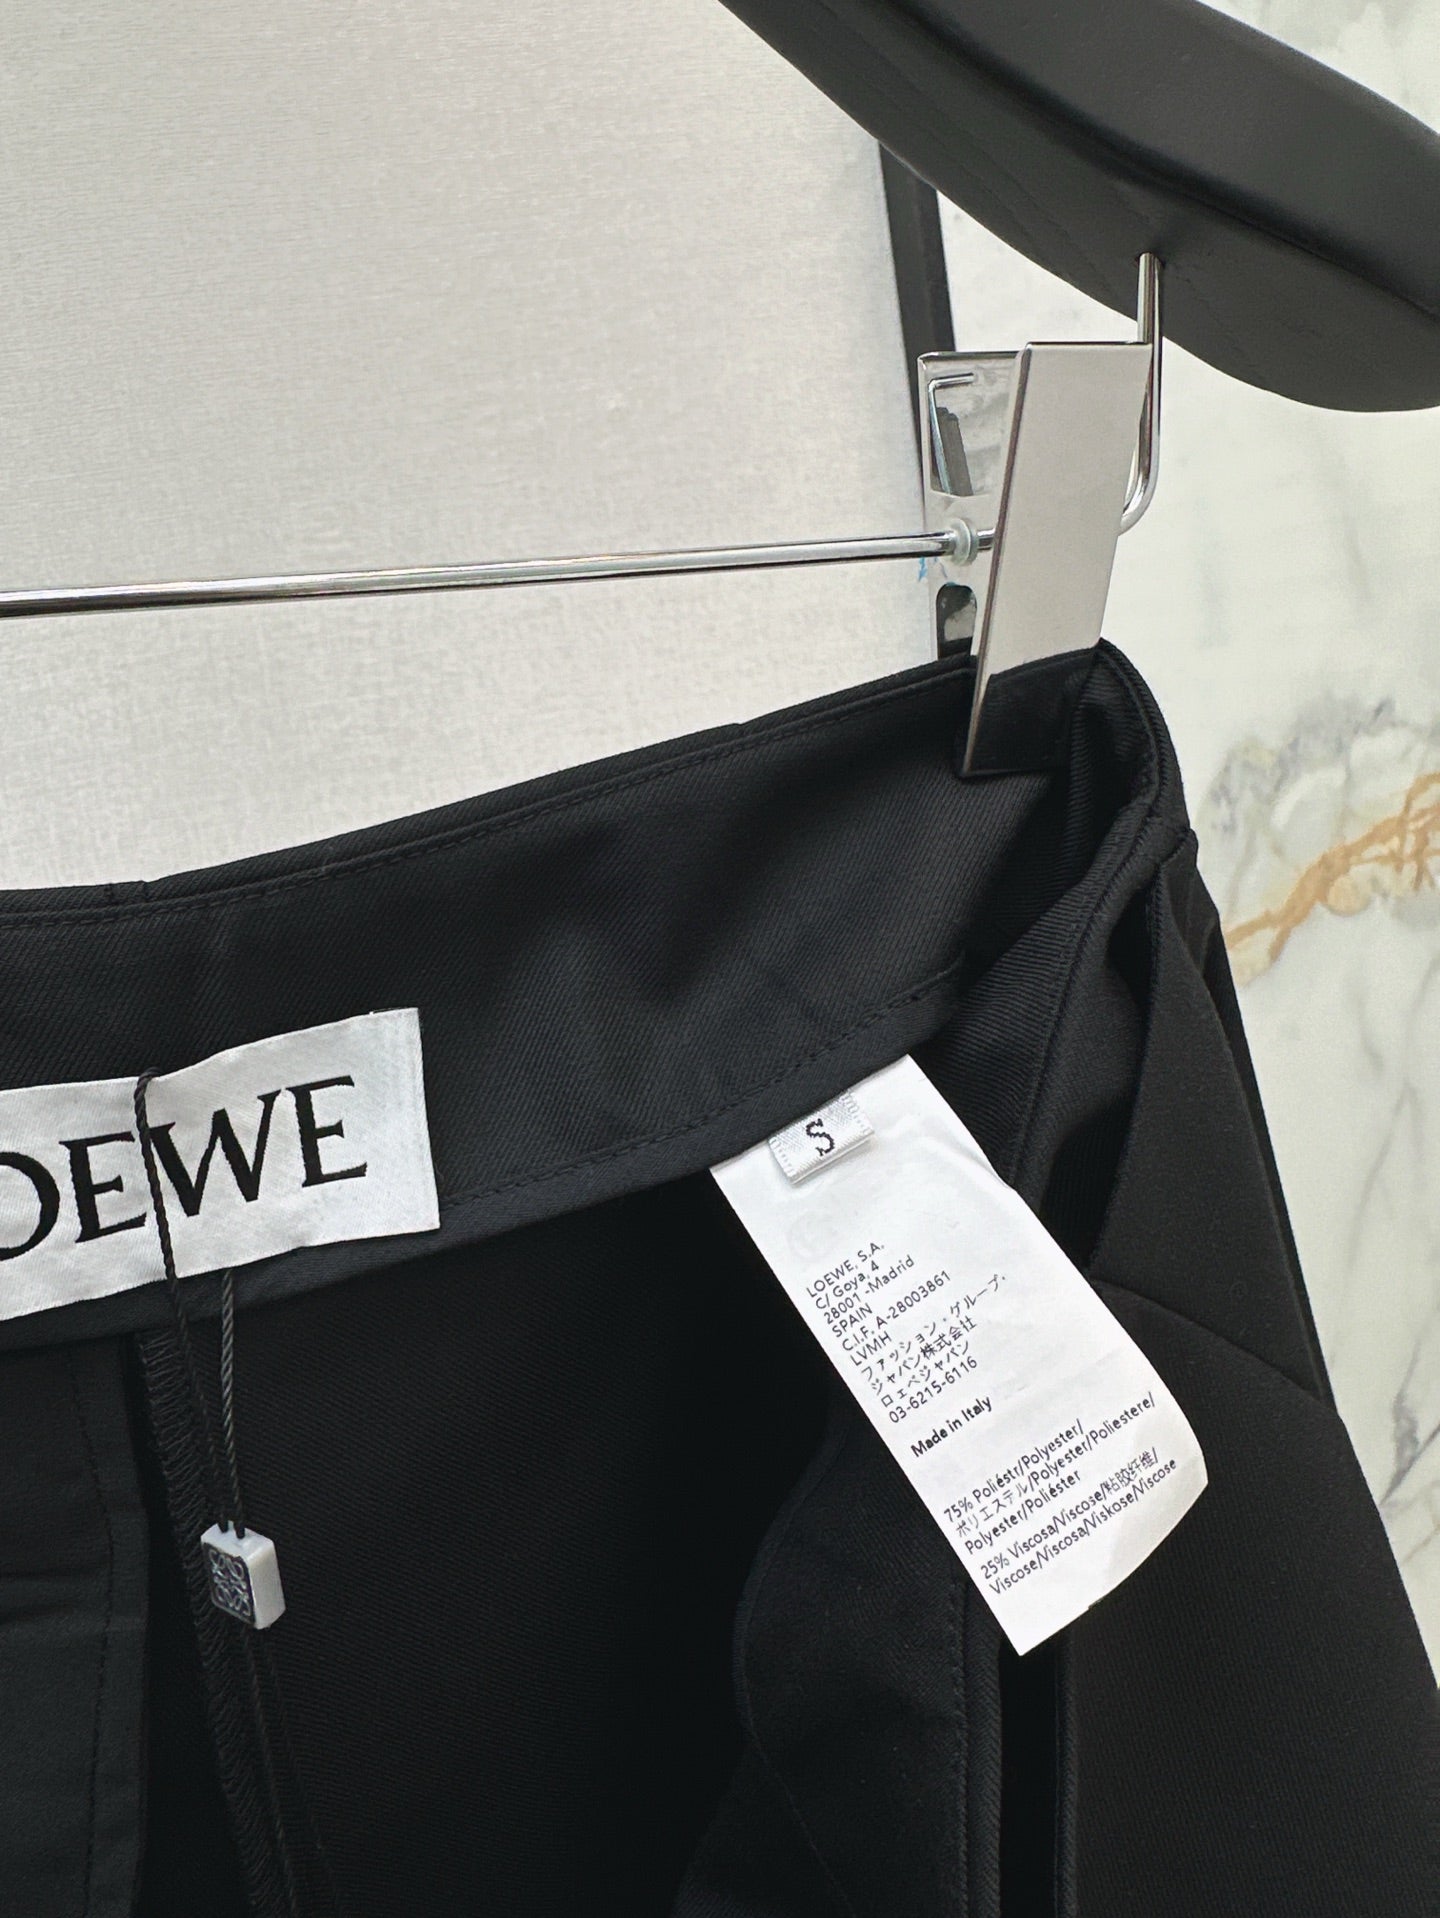 OEWE
S
LOEWE, S.A.
C/ Goya, 4
28001 -Madrid
SPAIN
C.I.F. A-28003861
LVMH
ファッション・グループ・
ジャパン株式会社
ロエベジャパン
03-6215-6116
Made in Italy
75% Poliéstr/Polyester/
ポリエステル/Polyester/Poliestere/
Polyester/Poliéster
25% Viscosa/Viscose/粘胶纤维/
Viscose/Viscosa/Viskose/Viscose